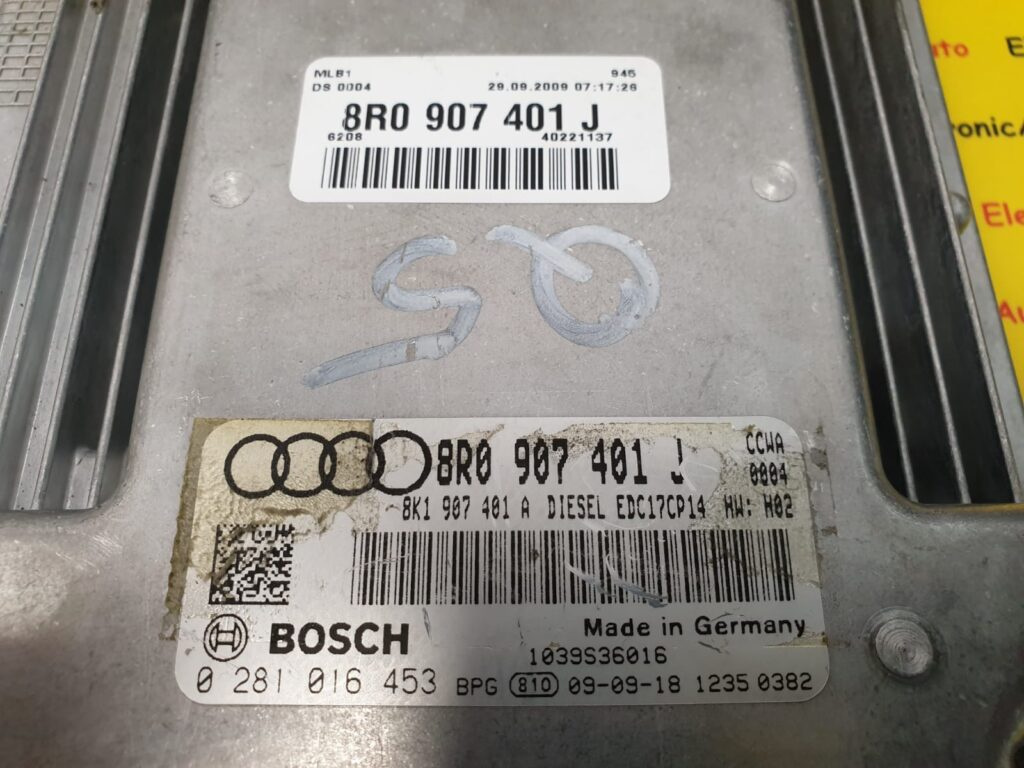 MLB1 945
DS 0004 29.09.2009 07:17:26
8R0 907 401 J
6208 40221137
50
8R0 907 401 J CCWA
0004
8K1 907 401 A DIESEL EDC17CP14 HW: H02
BOSCH Made in Germany
1039S36016
0 281 016 453 BPG 810 09-09-18 1235 0382